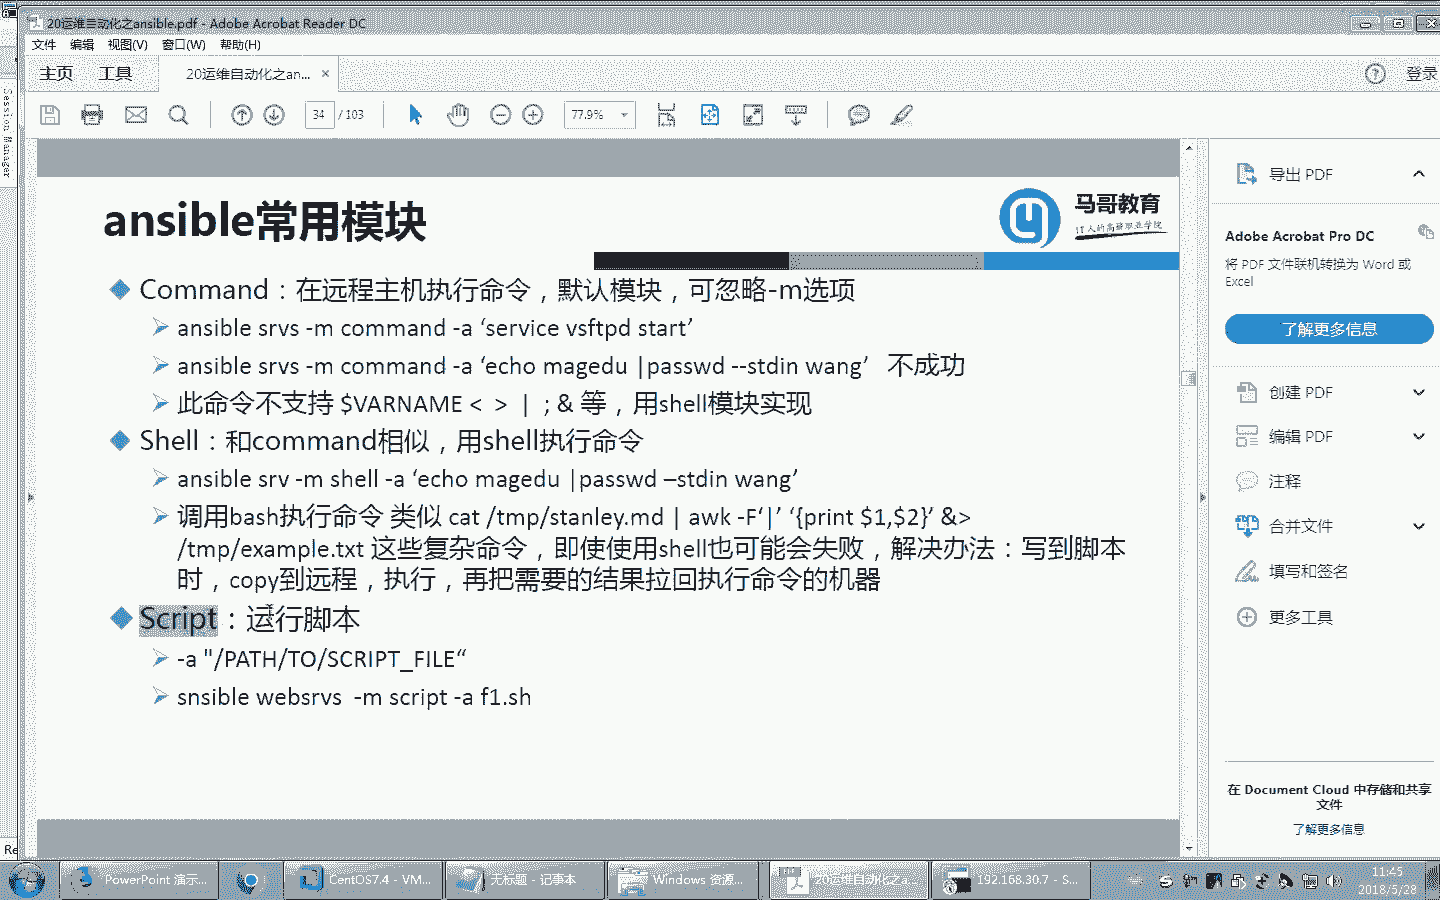 20运维自动化之ansible.pdf - Adobe Acrobat Reader DC
文件 编辑 视图(V) 窗口(W) 帮助(H)
主页 工具 20运维自动化之an... × 登录
34 / 103 77.9%
Session Manager
ansible常用模块
马哥教育
IT人的高薪职业学院
Command：在远程主机执行命令，默认模块，可忽略-m选项
ansible srvs -m command -a ‘service vsftpd start’
ansible srvs -m command -a ‘echo magedu |passwd --stdin wang’ 不成功
此命令不支持 $VARNAME < > | ; & 等，用shell模块实现
Shell：和command相似，用shell执行命令
ansible srv -m shell -a ‘echo magedu |passwd –stdin wang’
调用bash执行命令 类似 cat /tmp/stanley.md | awk -F‘|’ ‘{print $1,$2}’ &>
/tmp/example.txt 这些复杂命令，即使使用shell也可能会失败，解决办法：写到脚本
时，copy到远程，执行，再把需要的结果拉回执行命令的机器
Script：运行脚本
-a "/PATH/TO/SCRIPT_FILE“
snsible websrvs -m script -a f1.sh
导出 PDF
Adobe Acrobat Pro DC
将 PDF 文件联机转换为 Word 或
Excel
了解更多信息
创建 PDF
编辑 PDF
注释
合并文件
填写和签名
更多工具
在 Document Cloud 中存储和共享
文件
了解更多信息
Re
PowerPoint 演示... CentOS7.4 - VM... 无标题 - 记事本 Windows 资源... 20运维自动化之a... 192.168.30.7 - S...
11:45
2018/5/28